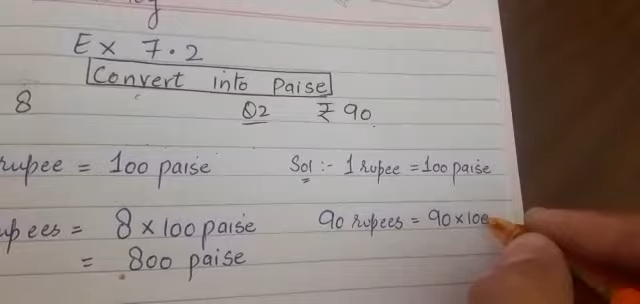 Ex 7.2
Convert into Paise
8
rupee = 100 paise
8 x 100 paise
= 800 paise
Q2 ₹ 90
Sol :- 1 rupee = 100 paise
90 rupees = 90 x 100